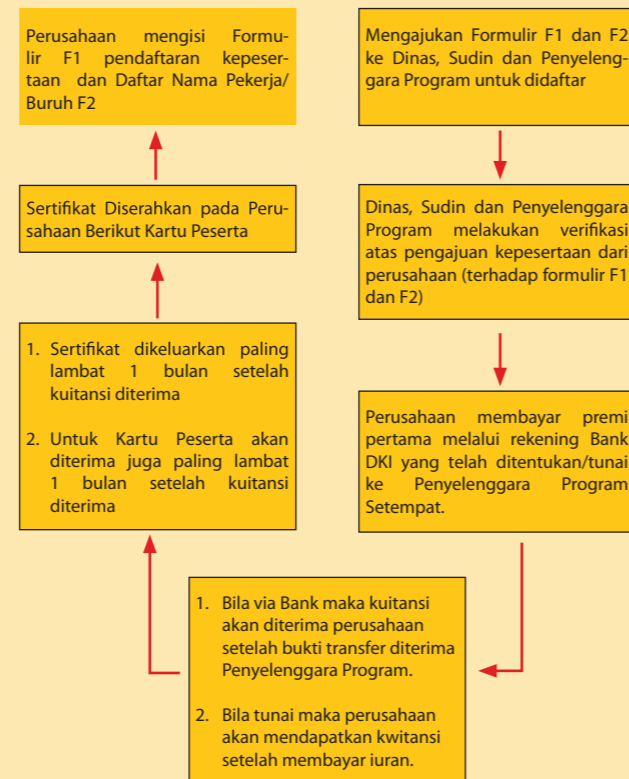 Perusahaan mengisi Formu-
lir F1 pendaftaran kepeser-
taan dan Daftar Nama Pekerja/
Buruh F2
Mengajukan Formulir F1 dan F2
ke Dinas, Sudin dan Penyeleng-
gara Program untuk didaftar
Sertifikat Diserahkan pada Peru-
sahaan Berikut Kartu Peserta
Dinas, Sudin dan Penyelenggara
Program melakukan verifikasi
atas pengajuan kepesertaan dari
perusahaan (terhadap formulir F1
dan F2)
1. Sertifikat dikeluarkan paling
lambat 1 bulan setelah
kuitansi diterima
2. Untuk Kartu Peserta akan
diterima juga paling lambat
1 bulan setelah kuitansi
diterima
Perusahaan membayar premi
pertama melalui rekening Bank
DKI yang telah ditentukan/tunai
ke Penyelenggara Program
Setempat.
1. Bila via Bank maka kuitansi
akan diterima perusahaan
setelah bukti transfer diterima
Penyelenggara Program.
2. Bila tunai maka perusahaan
akan mendapatkan kwitansi
setelah membayar iuran.